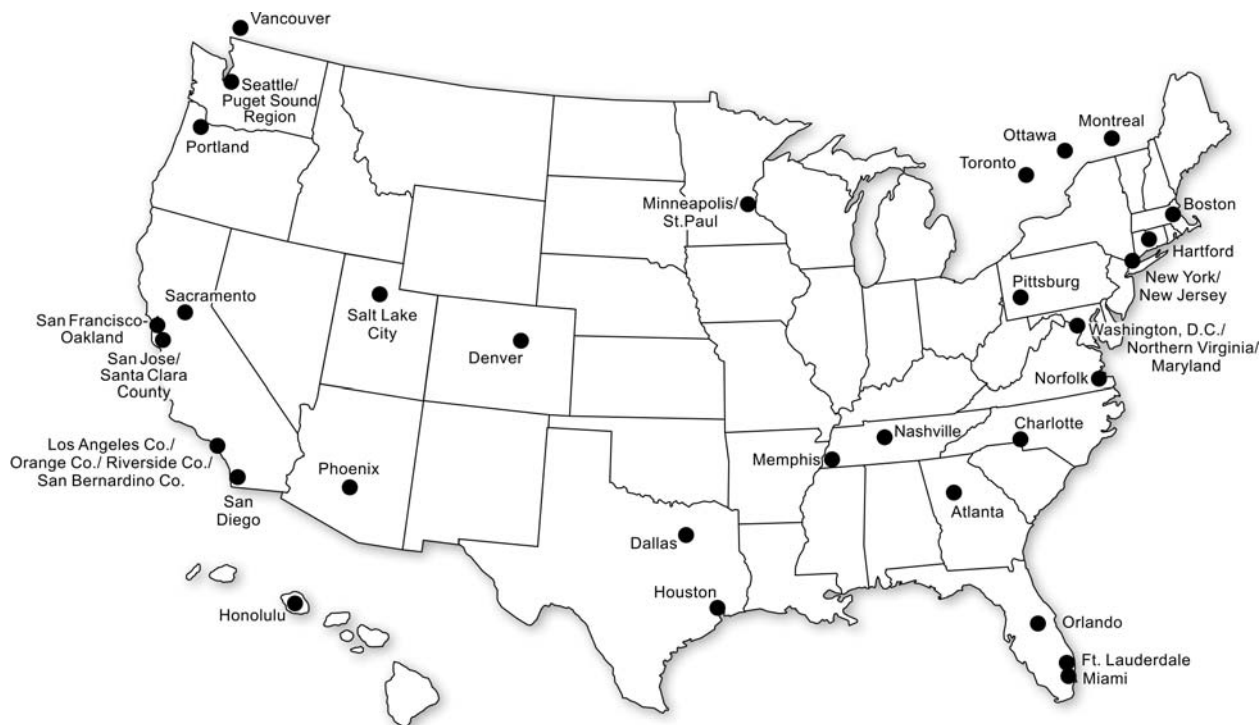 Vancouver
Seattle/
Puget Sound
Region
Portland
Montreal
Ottawa
Toronto
Minneapolis/
St.Paul
Boston
Hartford
New York/
New Jersey
Pittsburg
Sacramento
Salt Lake
City
San Francisco-
Oakland
San Jose/
Santa Clara
County
Denver
Washington, D.C./
Northern Virginia/
Maryland
Norfolk
Nashville
Charlotte
Memphis
Los Angeles Co./
Orange Co./ Riverside Co./
San Bernardino Co.
San
Diego
Phoenix
Atlanta
Dallas
Houston
Honolulu
Orlando
Ft. Lauderdale
Miami